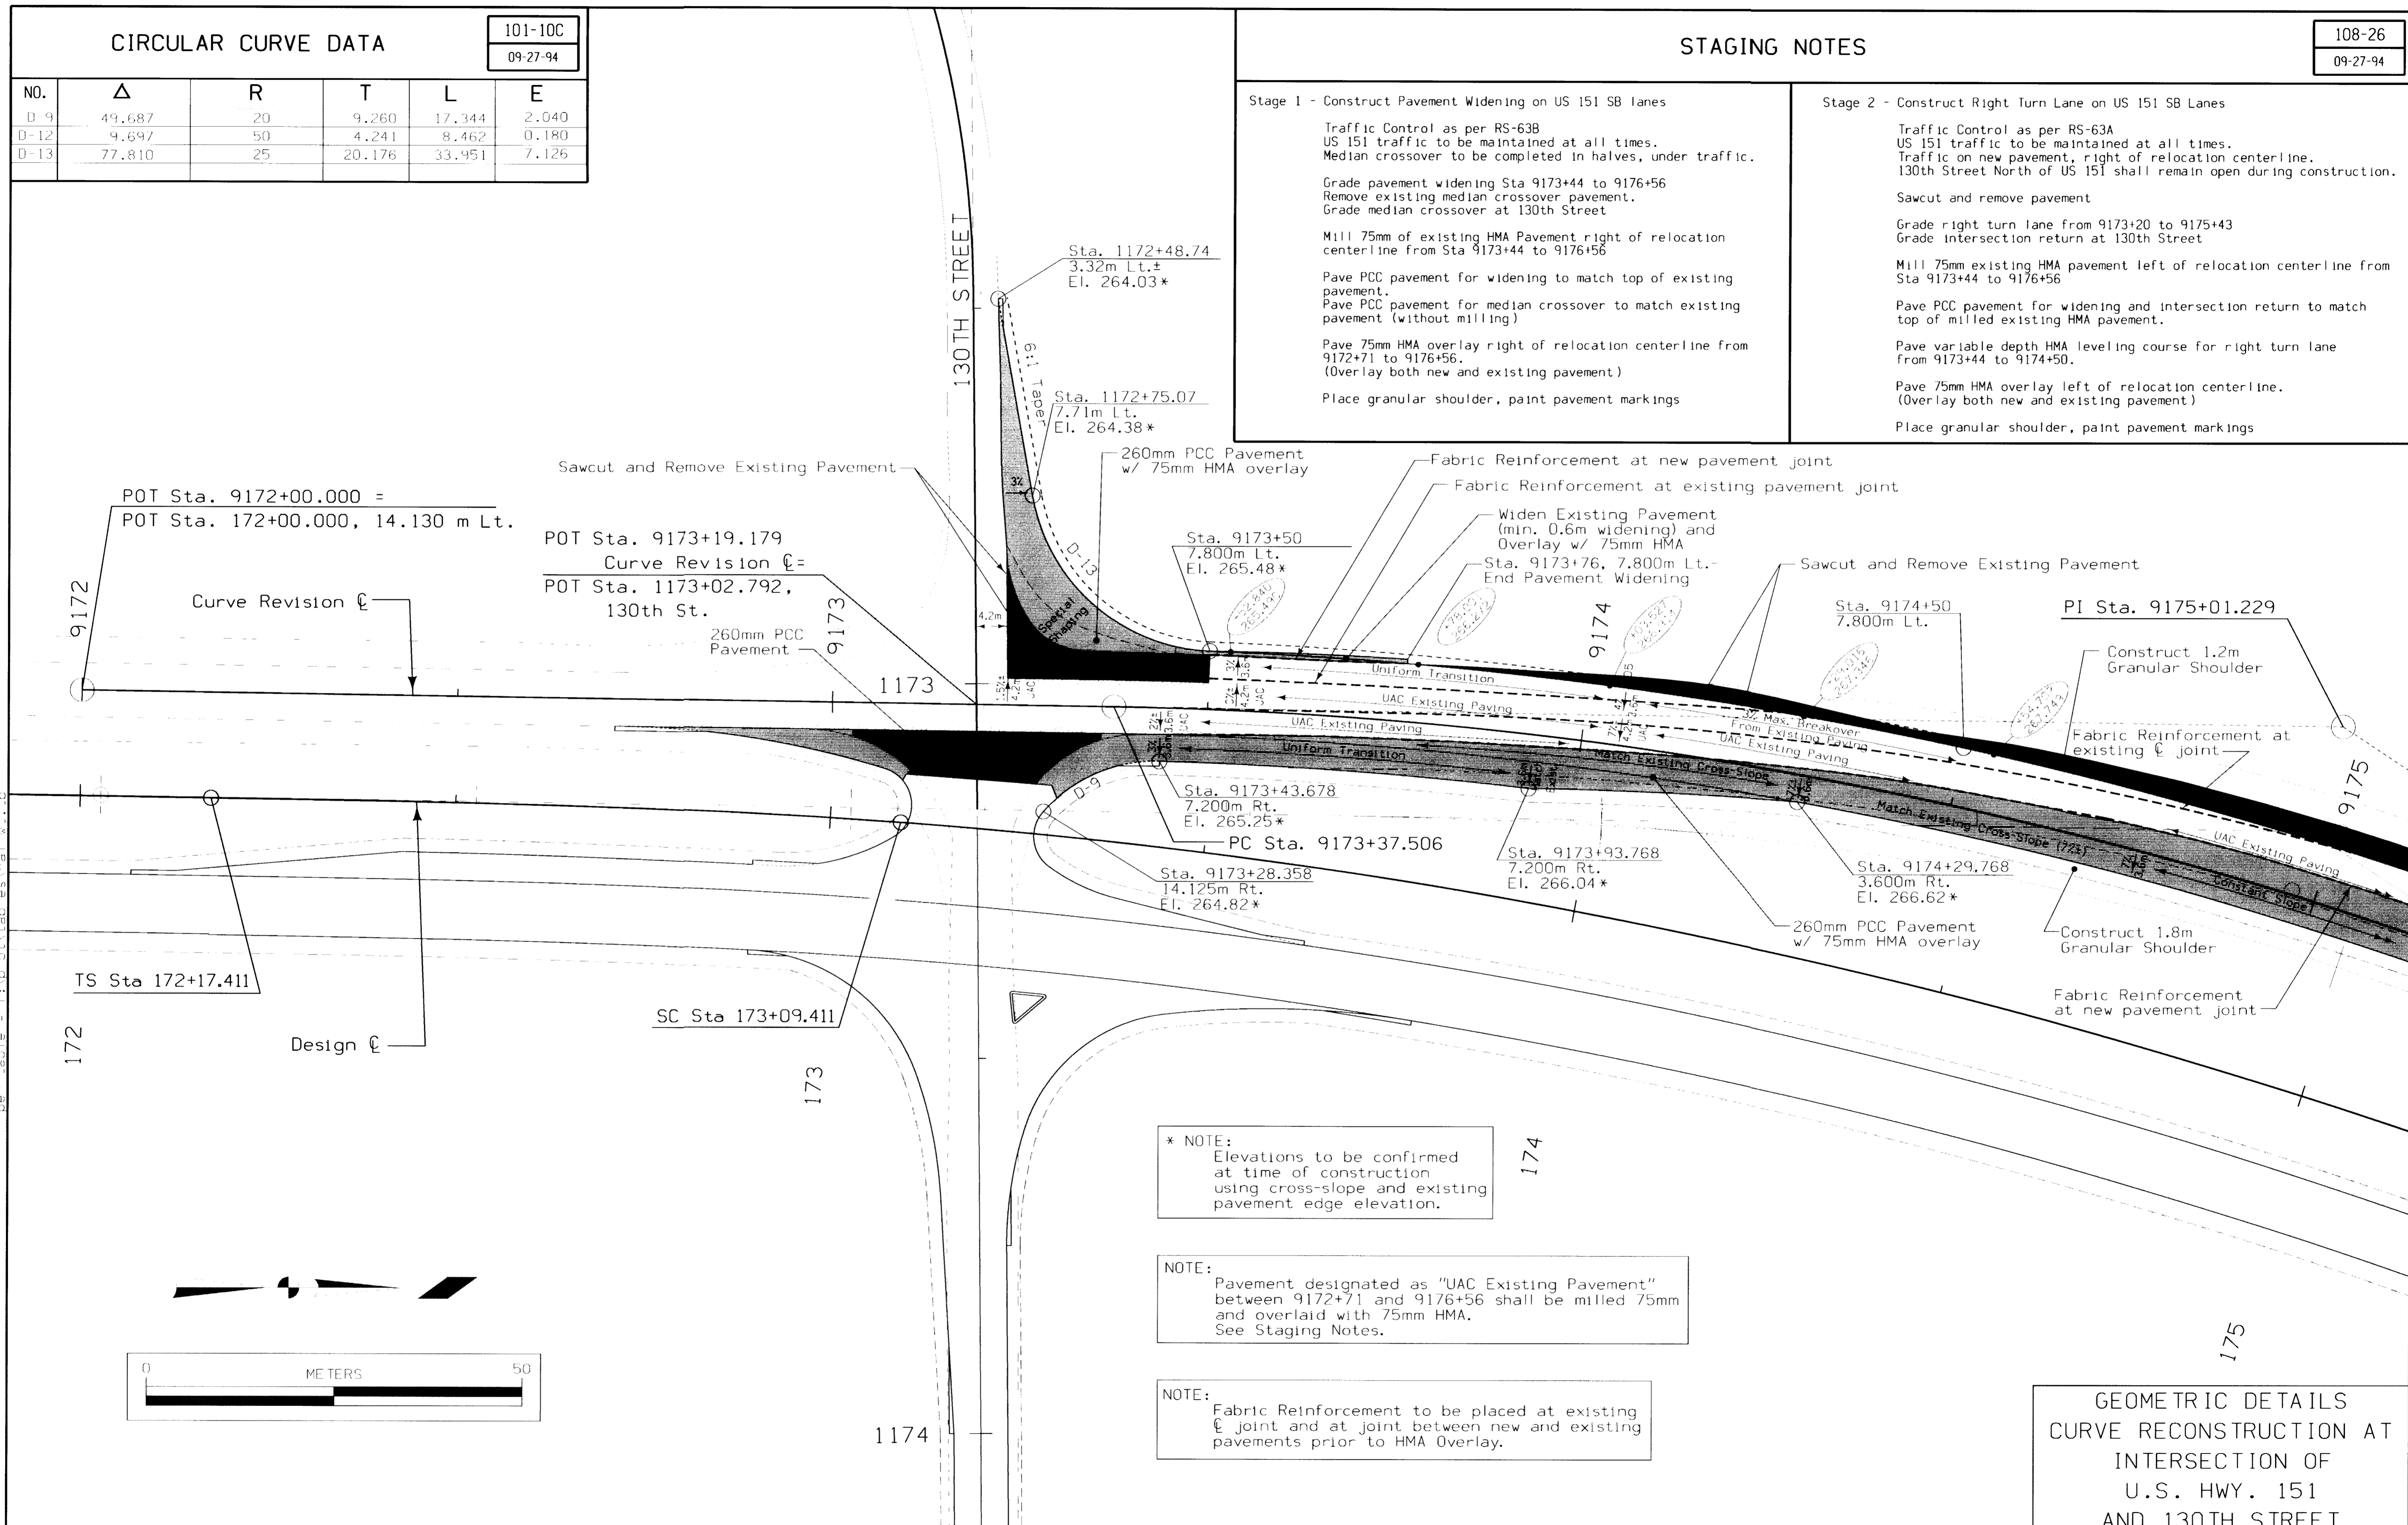 CIRCULAR CURVE DATA
101-10C
09-27-94
NO. Δ R T L E
D-9 49.687 20 9.260 17.344 2.040
D-12 9.697 50 4.241 8.462 0.180
D-13 77.810 25 20.176 33.951 7.126
STAGING NOTES
108-26
09-27-94
Stage 1 - Construct Pavement Widening on US 151 SB lanes
Traffic Control as per RS-63B
US 151 traffic to be maintained at all times.
Median crossover to be completed in halves, under traffic.
Grade pavement widening Sta 9173+44 to 9176+56
Remove existing median crossover pavement.
Grade median crossover at 130th Street
Mill 75mm of existing HMA Pavement right of relocation
centerline from Sta 9173+44 to 9176+56
Pave PCC pavement for widening to match top of existing
pavement.
Pave PCC pavement for median crossover to match existing
pavement (without milling)
Pave 75mm HMA overlay right of relocation centerline from
9172+71 to 9176+56.
(Overlay both new and existing pavement)
Place granular shoulder, paint pavement markings
Stage 2 - Construct Right Turn Lane on US 151 SB Lanes
Traffic Control as per RS-63A
US 151 traffic to be maintained at all times.
Traffic on new pavement, right of relocation centerline.
130th Street North of US 151 shall remain open during construction.
Sawcut and remove pavement
Grade right turn lane from 9173+20 to 9175+43
Grade intersection return at 130th Street
Mill 75mm existing HMA pavement left of relocation centerline from
Sta 9173+44 to 9176+56
Pave PCC pavement for widening and intersection return to match
top of milled existing HMA pavement.
Pave variable depth HMA leveling course for right turn lane
from 9173+44 to 9174+50.
Pave 75mm HMA overlay left of relocation centerline.
(Overlay both new and existing pavement)
Place granular shoulder, paint pavement markings
130TH STREET
Sta. 1172+48.74
3.32m Lt.±
El. 264.03*
6:1 Taper
Sta. 1172+75.07
7.71m Lt.
El. 264.38*
Sawcut and Remove Existing Pavement
260mm PCC Pavement
w/ 75mm HMA overlay
3%
D-13
Special
Shaping
Fabric Reinforcement at new pavement joint
Fabric Reinforcement at existing pavement joint
Widen Existing Pavement
(min. 0.6m widening) and
Overlay w/ 75mm HMA
Sta. 9173+76, 7.800m Lt.-
End Pavement Widening
Sta. 9173+50
7.800m Lt.
El. 265.48*
Sawcut and Remove Existing Pavement
Sta. 9174+50
7.800m Lt.
PI Sta. 9175+01.229
Construct 1.2m
Granular Shoulder
POT Sta. 9172+00.000 =
POT Sta. 172+00.000, 14.130 m Lt.
POT Sta. 9173+19.179
Curve Revision ℄=
POT Sta. 1173+02.792,
130th St.
9172
Curve Revision ℄
9173
260mm PCC
Pavement
4.2m
1173
9174
9175
Uniform Transition
UAC Existing Paving
UAC Existing Paving
3% Max. Breakover
From Existing Paving
UAC Existing Paving
Fabric Reinforcement at
existing ℄ joint
Uniform Transition
Match Existing Cross-Slope
Match Existing Cross-Slope (7%±)
UAC Existing Paving
Constant Slope
D-9
Sta. 9173+43.678
7.200m Rt.
El. 265.25*
PC Sta. 9173+37.506
Sta. 9173+28.358
14.125m Rt.
El. 264.82*
Sta. 9173+93.768
7.200m Rt.
El. 266.04*
Sta. 9174+29.768
3.600m Rt.
El. 266.62*
260mm PCC Pavement
w/ 75mm HMA overlay
Construct 1.8m
Granular Shoulder
Fabric Reinforcement
at new pavement joint
TS Sta 172+17.411
SC Sta 173+09.411
Design ℄
172
173
174
175
1174
* NOTE:
Elevations to be confirmed
at time of construction
using cross-slope and existing
pavement edge elevation.
NOTE:
Pavement designated as "UAC Existing Pavement"
between 9172+71 and 9176+56 shall be milled 75mm
and overlaid with 75mm HMA.
See Staging Notes.
NOTE:
Fabric Reinforcement to be placed at existing
℄ joint and at joint between new and existing
pavements prior to HMA Overlay.
0 METERS 50
GEOMETRIC DETAILS
CURVE RECONSTRUCTION AT
INTERSECTION OF
U.S. HWY. 151
AND 130TH STREET